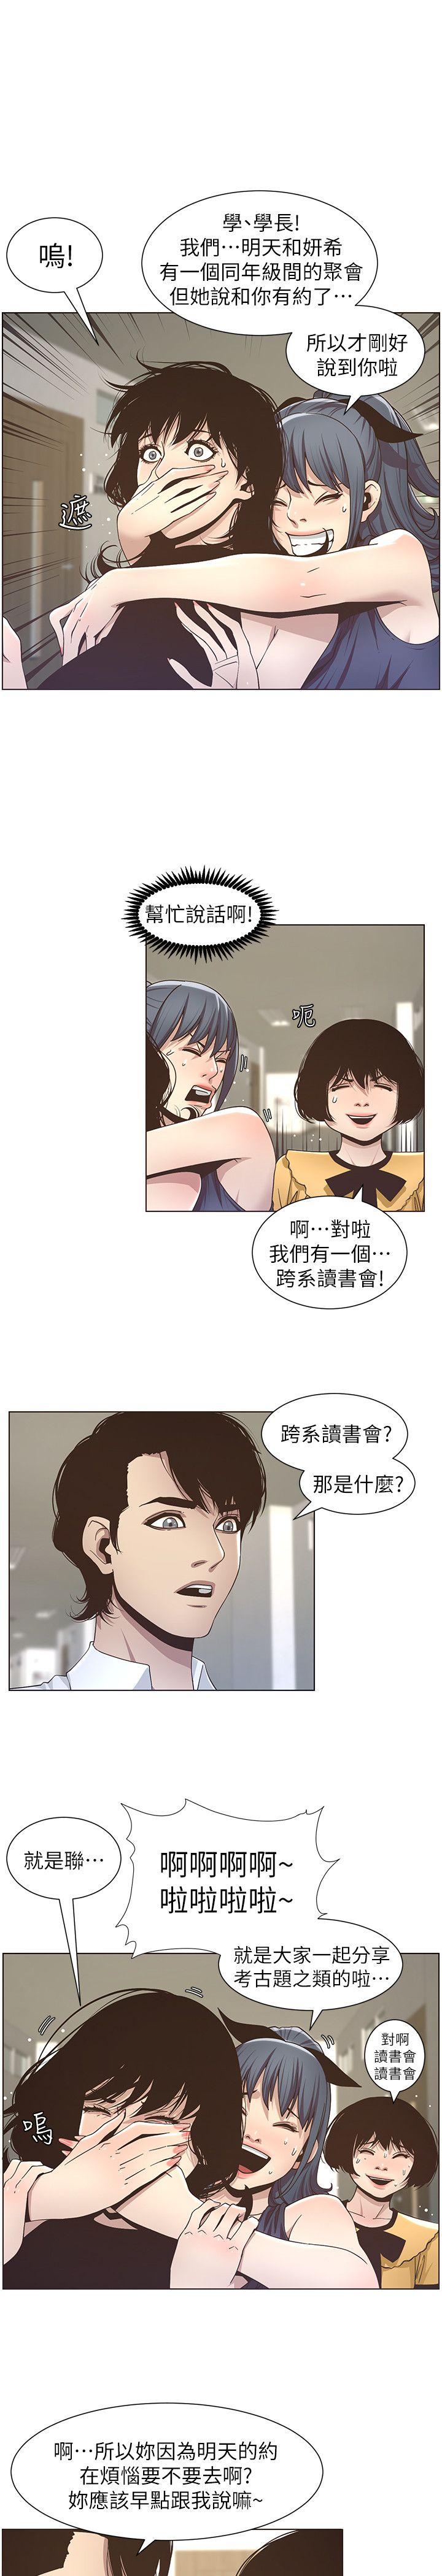 嗚!
學、學長!
我們…明天和妍希
有一個同年級間的聚會
但她說和你有約了…
所以才剛好
說到你啦
遮
幫忙說話啊!
呃
啊…對啦
我們有一個…
跨系讀書會!
跨系讀書會?
那是什麼?
就是聯…
啊啊啊啊~
啦啦啦啦~
就是大家一起分享
考古題之類的啦…
對啊
讀書會
讀書會
嗚
啊…所以妳因為明天的約
在煩惱要不要去啊?
妳應該早點跟我說嘛~